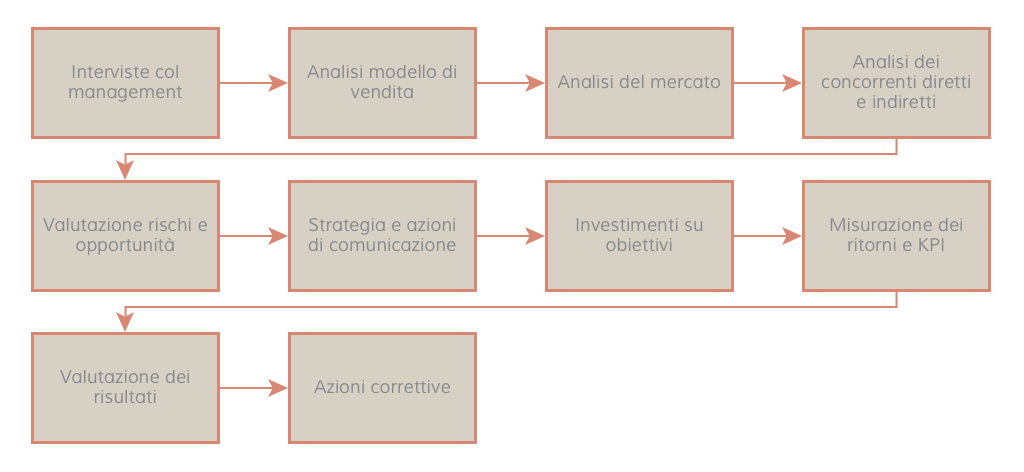 Interviste col
management
Analisi modello di
vendita
Analisi del mercato
Analisi dei
concorrenti diretti
e indiretti
Valutazione rischi e
opportunità
Strategia e azioni
di comunicazione
Investimenti su
obiettivi
Misurazione dei
ritorni e KPI
Valutazione dei
risultati
Azioni correttive